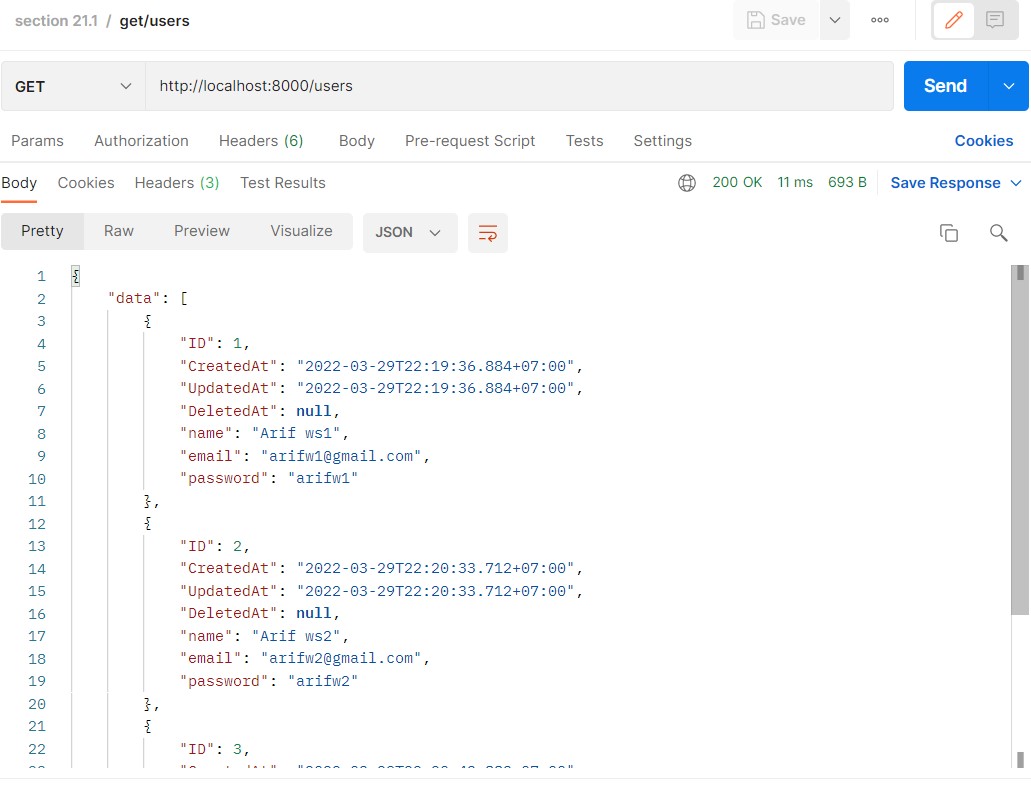 section 21.1 / get/users
Save
GET http://localhost:8000/users Send
Params Authorization Headers (6) Body Pre-request Script Tests Settings Cookies
Body Cookies Headers (3) Test Results 200 OK 11 ms 693 B Save Response
Pretty Raw Preview Visualize JSON
1 {
2 "data": [
3 {
4 "ID": 1,
5 "CreatedAt": "2022-03-29T22:19:36.884+07:00",
6 "UpdatedAt": "2022-03-29T22:19:36.884+07:00",
7 "DeletedAt": null,
8 "name": "Arif ws1",
9 "email": "arifw1@gmail.com",
10 "password": "arifw1"
11 },
12 {
13 "ID": 2,
14 "CreatedAt": "2022-03-29T22:20:33.712+07:00",
15 "UpdatedAt": "2022-03-29T22:20:33.712+07:00",
16 "DeletedAt": null,
17 "name": "Arif ws2",
18 "email": "arifw2@gmail.com",
19 "password": "arifw2"
20 },
21 {
22 "ID": 3,